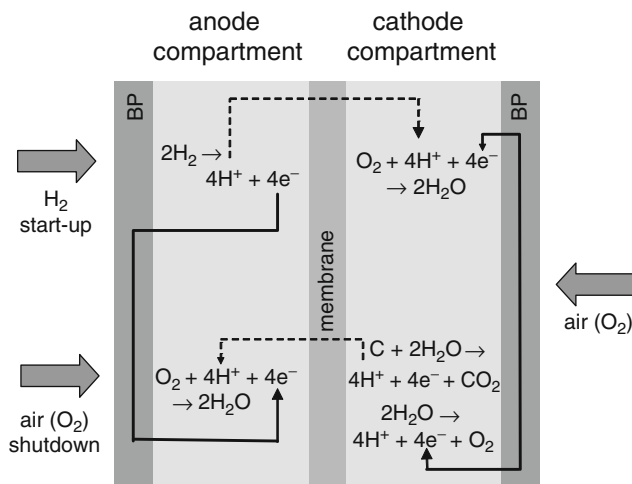 anode
compartment
cathode
compartment
BP
BP
2H₂ →
4H⁺ + 4e⁻
O₂ + 4H⁺ + 4e⁻
→ 2H₂O
H₂
start-up
membrane
air (O₂)
O₂ + 4H⁺ + 4e⁻
→ 2H₂O
C + 2H₂O →
4H⁺ + 4e⁻ + CO₂
2H₂O →
4H⁺ + 4e⁻ + O₂
air (O₂)
shutdown